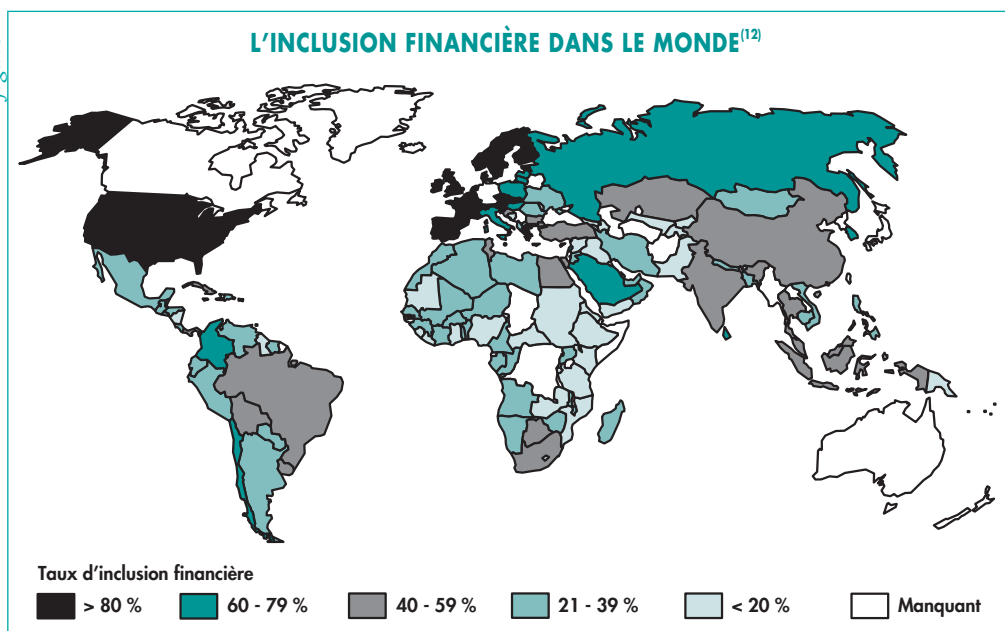 L'INCLUSION FINANCIÈRE DANS LE MONDE(12)
Taux d'inclusion financière
> 80 %
60 - 79 %
40 - 59 %
21 - 39 %
< 20 %
Manquant